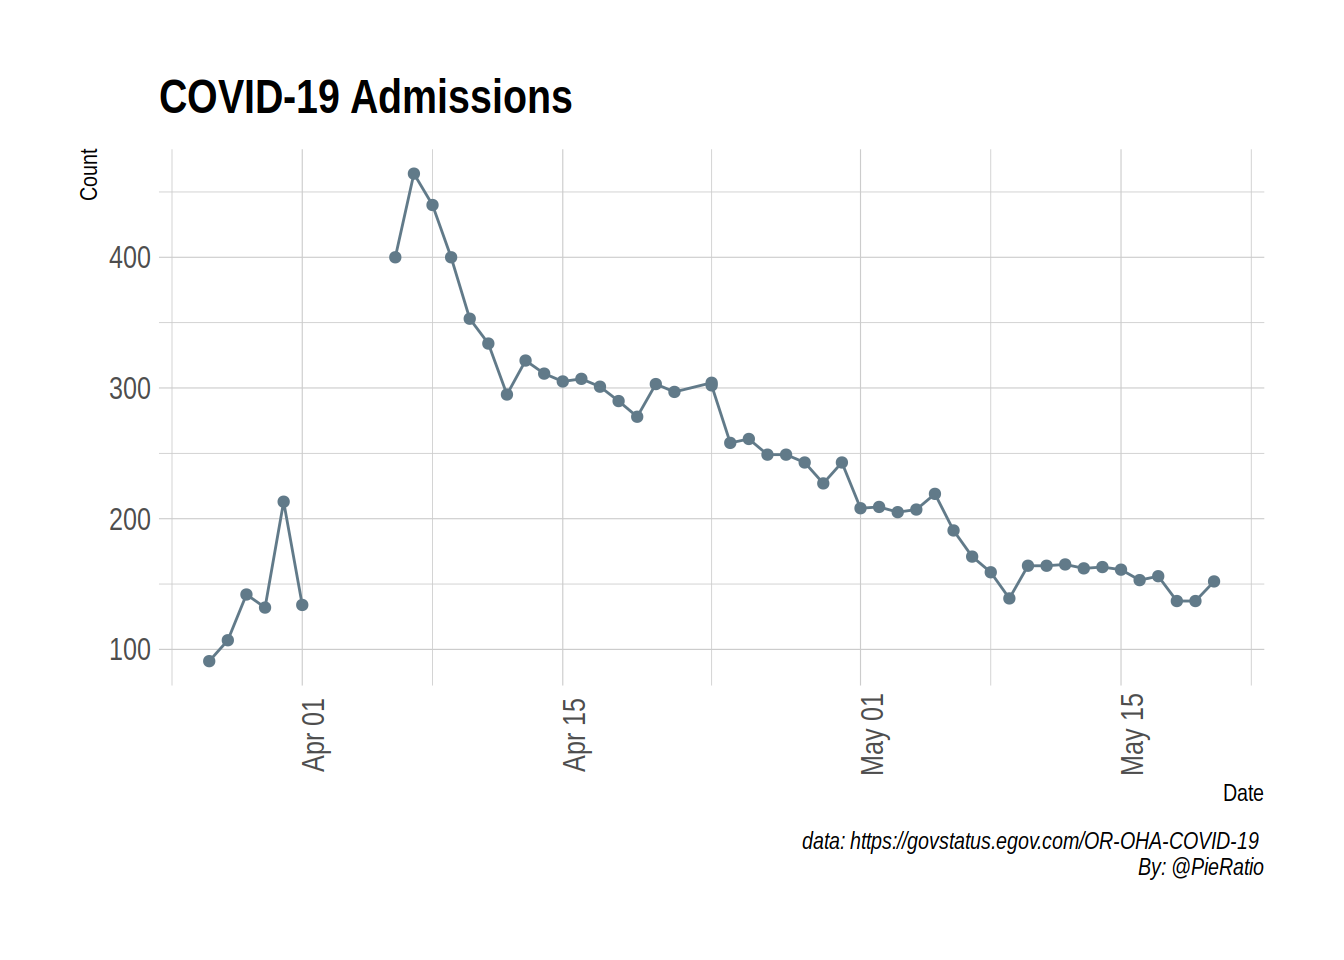 COVID-19 Admissions
Count
400
300
200
100
Apr 01
Apr 15
May 01
May 15
Date
data: https://govstatus.egov.com/OR-OHA-COVID-19
By: @PieRatio